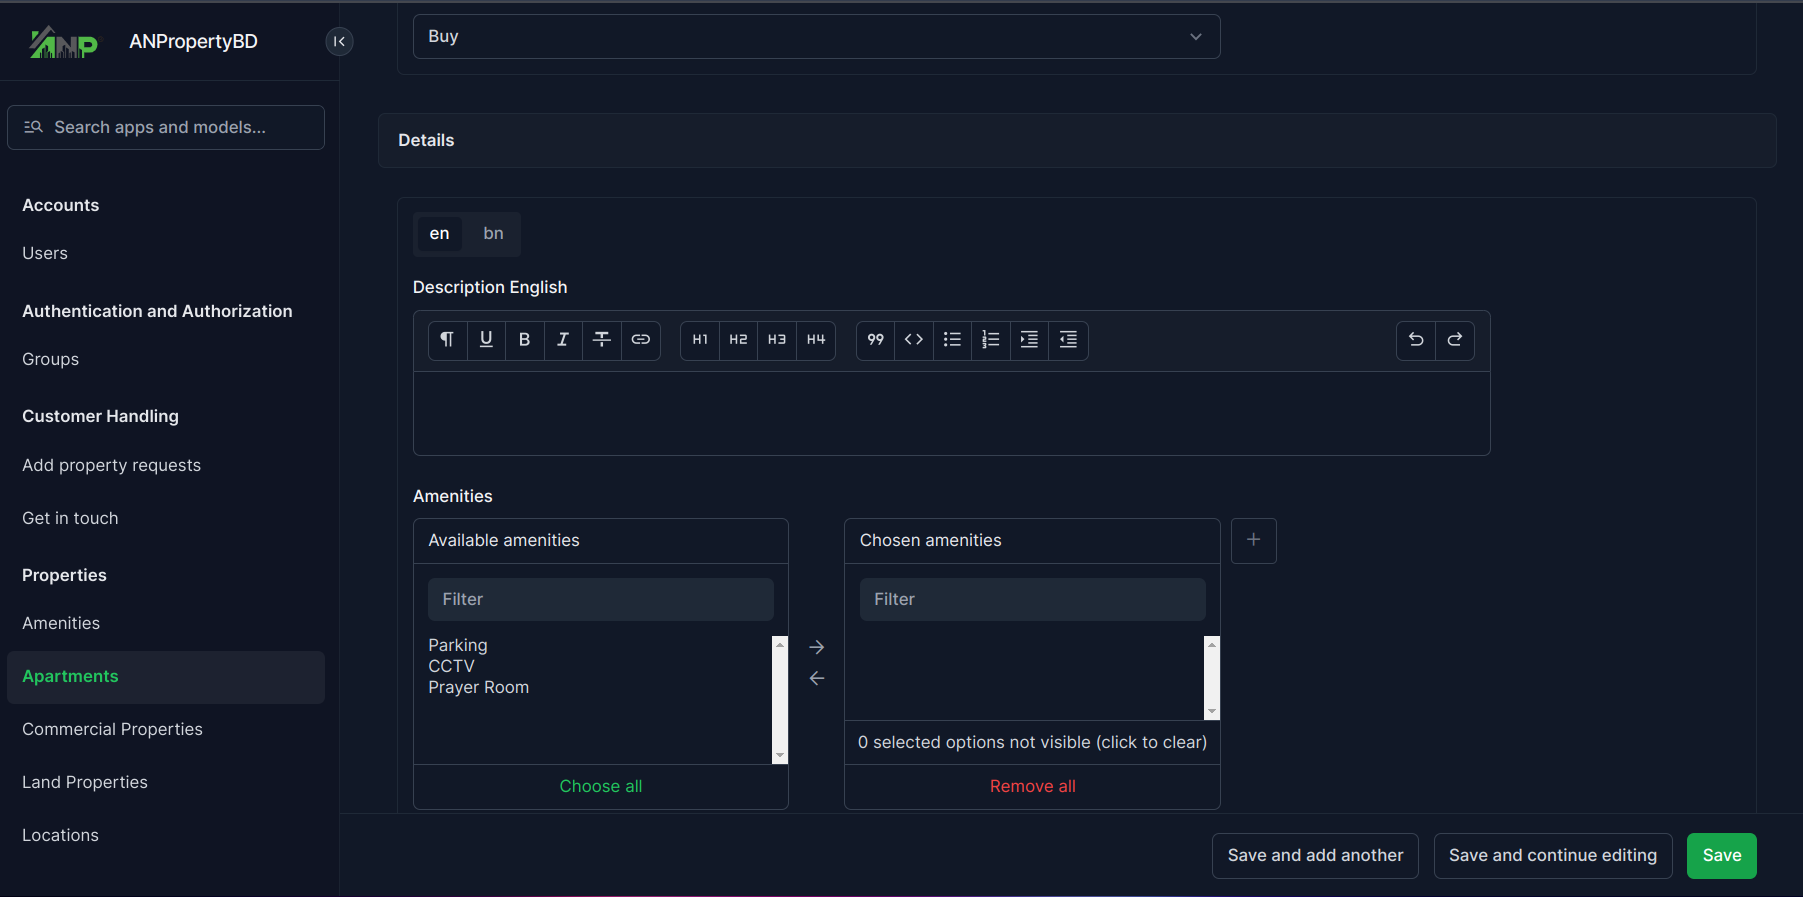 ANP
ANPropertyBD
Search apps and models...
Accounts
Users
Authentication and Authorization
Groups
Customer Handling
Add property requests
Get in touch
Properties
Amenities
Apartments
Commercial Properties
Land Properties
Locations
Buy
Details
en bn
Description English
U B I T H1 H2 H3 H4 99 <>
Amenities
Available amenities
Filter
Parking
CCTV
Prayer Room
Choose all
Chosen amenities
Filter
0 selected options not visible (click to clear)
Remove all
Save and add another Save and continue editing Save